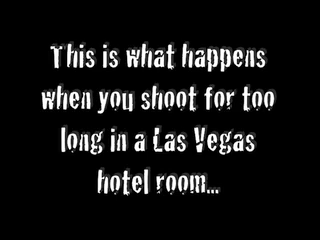 This is what happens
when you shoot for too
long in a Las Vegas
hotel room...